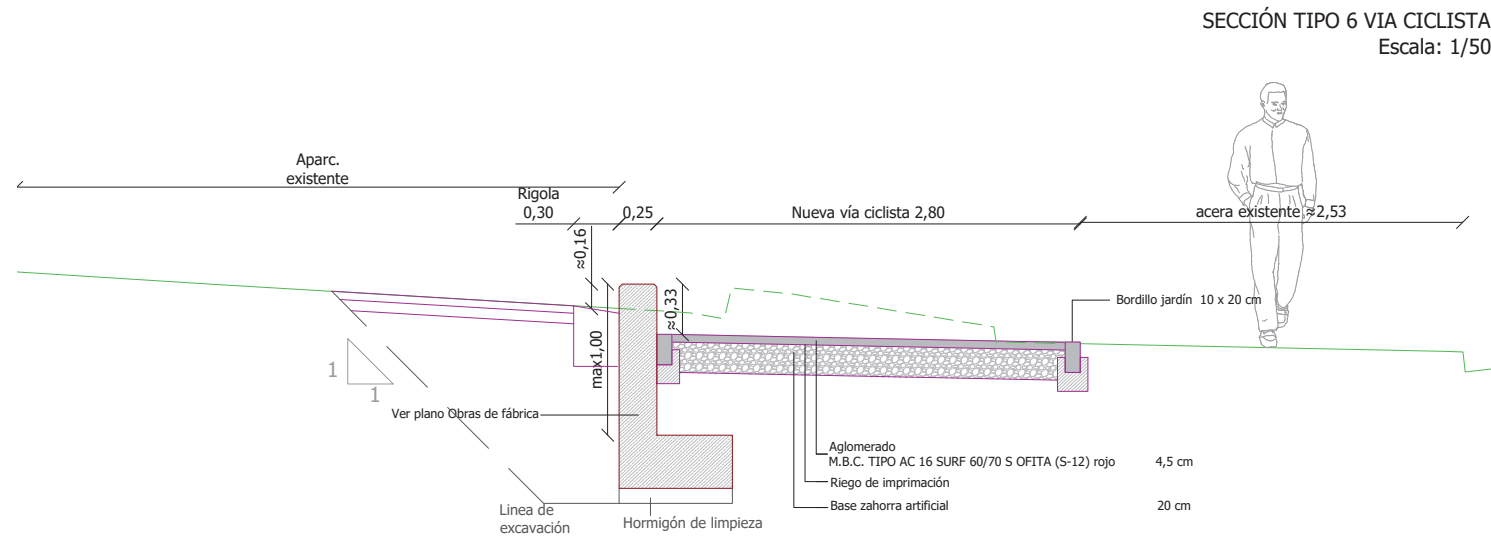 SECCIÓN TIPO 6 VIA CICLISTA
Escala: 1/50
Aparc.
existente
Rigola
0,30
0,25
Nueva vía ciclista 2,80
acera existente ≈2,53
≈0,16
≈0,33
max1,00
Bordillo jardín 10 x 20 cm
1
1
Ver plano Obras de fábrica
Aglomerado
M.B.C. TIPO AC 16 SURF 60/70 S OFITA (S-12) rojo 4,5 cm
Riego de imprimación
Base zahorra artificial 20 cm
Linea de
excavación
Hormigón de limpieza